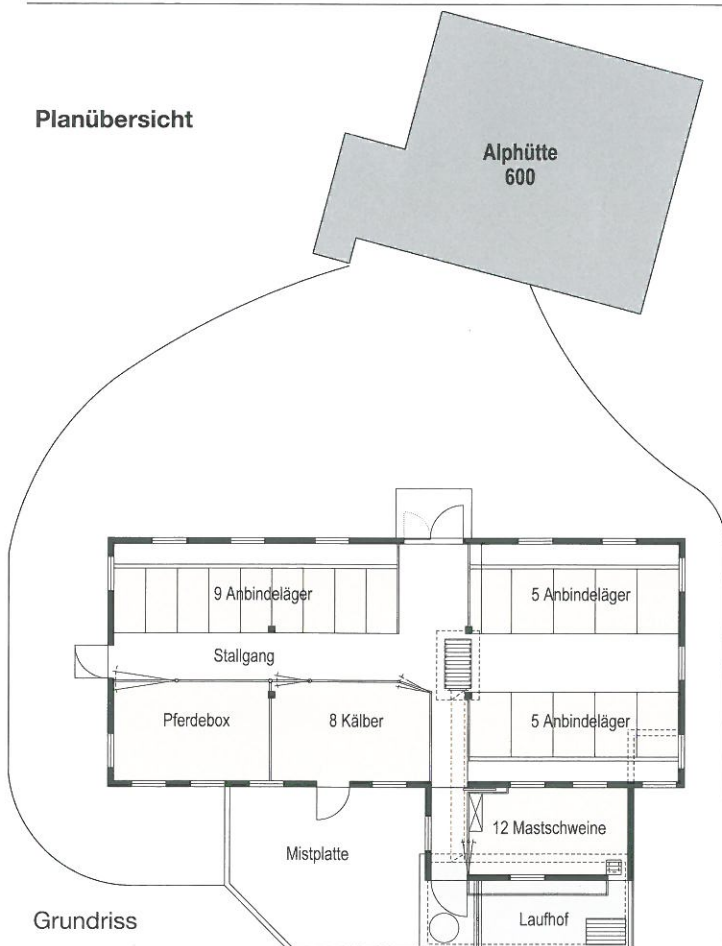 Planübersicht
Alphütte
600
9 Anbindeläger
5 Anbindeläger
Stallgang
Pferdebox
8 Kälber
5 Anbindeläger
12 Mastschweine
Mistplatte
Laufhof
Grundriss